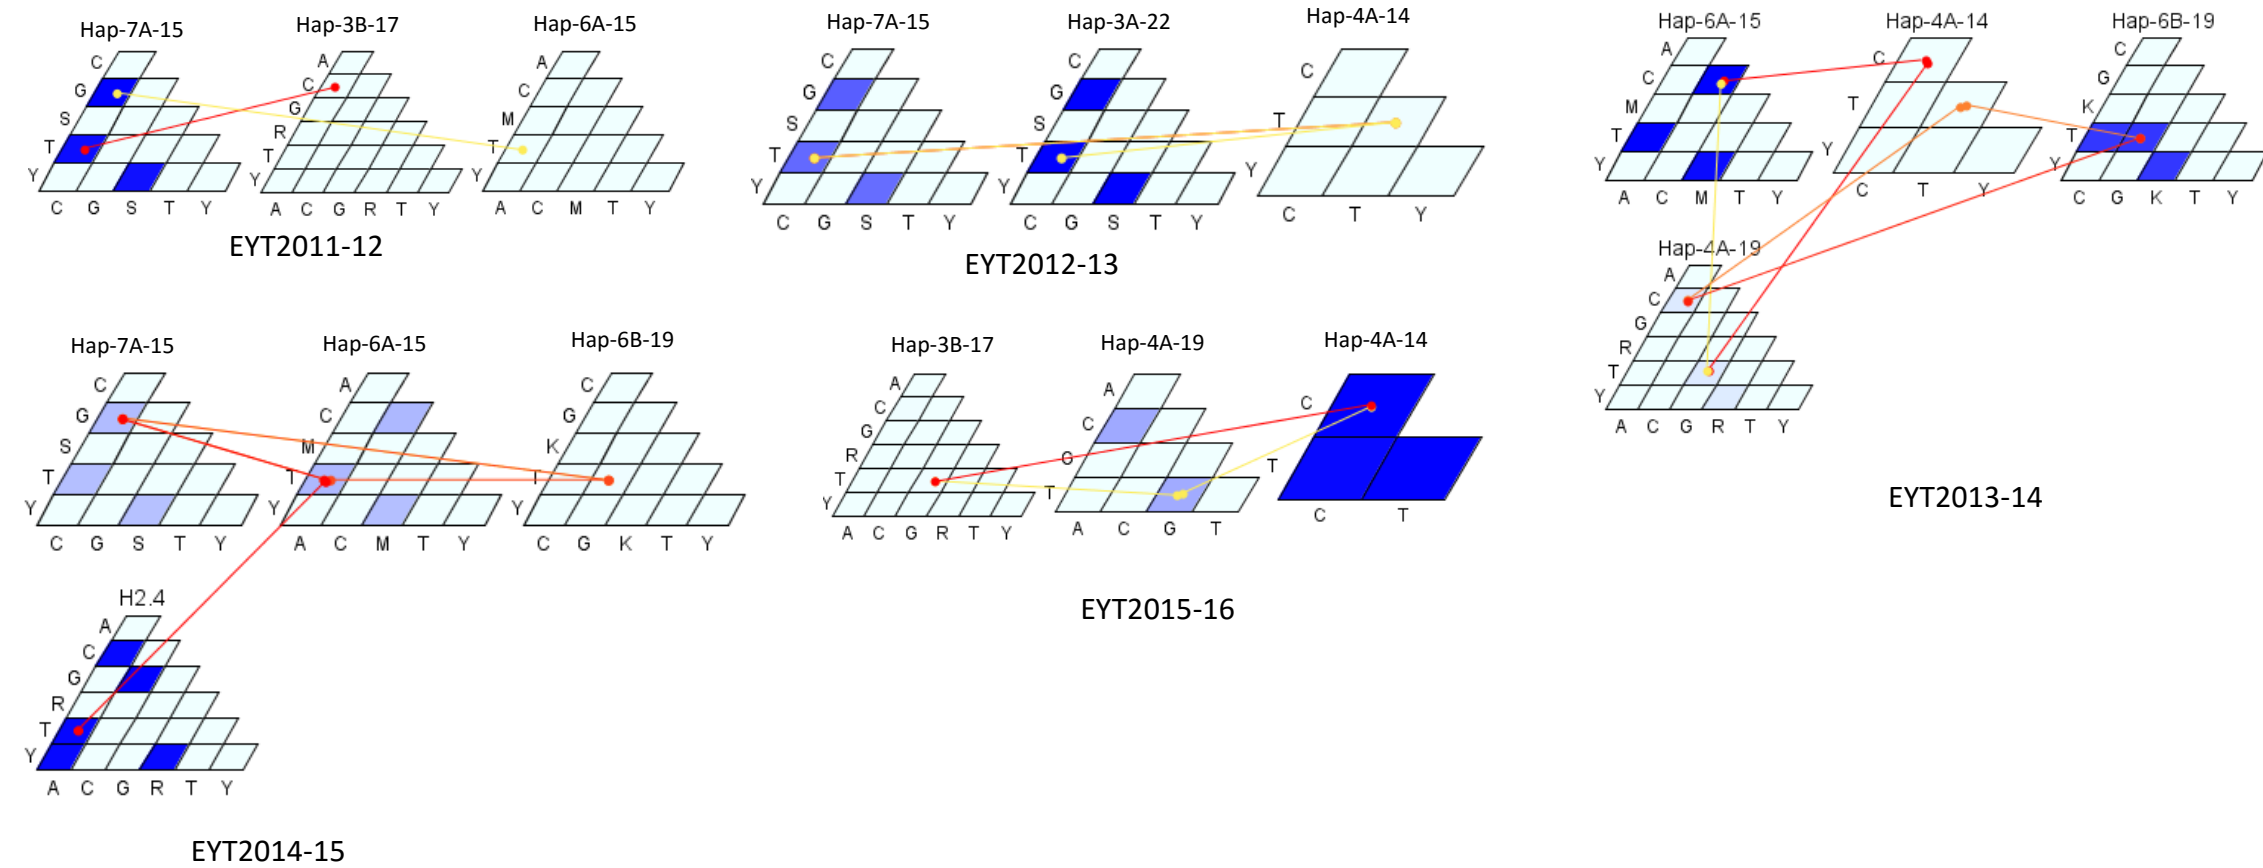 Hap-7A-15
C
G
S
T
Y
C G S T Y
Hap-3B-17
A
C
G
R
T
Y
A C G R T Y
Hap-6A-15
A
C
M
T
Y
A C M T Y
EYT2011-12
Hap-7A-15
C
G
S
T
Y
C G S T Y
Hap-3A-22
C
G
S
T
Y
C G S T Y
Hap-4A-14
C
T
Y
C T Y
EYT2012-13
Hap-6A-15
A
C
M
T
Y
A C M T Y
Hap-4A-14
C
T
Y
C T Y
Hap-6B-19
C
G
K
T
Y
C G K T Y
Hap-4A-19
A
C
G
R
T
Y
A C G R T Y
EYT2013-14
Hap-7A-15
C
G
S
T
Y
C G S T Y
Hap-6A-15
A
C
M
T
Y
A C M T Y
Hap-6B-19
C
G
K
T
Y
C G K T Y
H2.4
A
C
G
R
T
Y
A C G R T Y
EYT2014-15
Hap-3B-17
A
C
G
R
T
Y
A C G R T Y
Hap-4A-19
A
C
G
T
A C G T
Hap-4A-14
C
T
C T
EYT2015-16